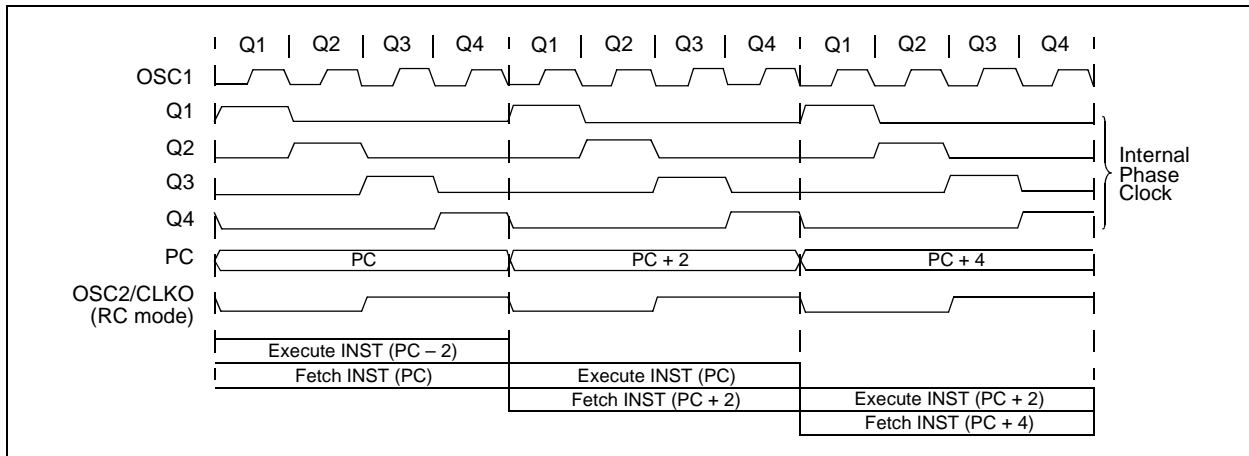 Q1 Q2 Q3 Q4 Q1 Q2 Q3 Q4 Q1 Q2 Q3 Q4
OSC1
Q1
Q2
Q3
Q4
Internal
Phase
Clock
PC PC PC + 2 PC + 4
OSC2/CLKO
(RC mode)
Execute INST (PC – 2)
Fetch INST (PC) Execute INST (PC)
Fetch INST (PC + 2) Execute INST (PC + 2)
Fetch INST (PC + 4)